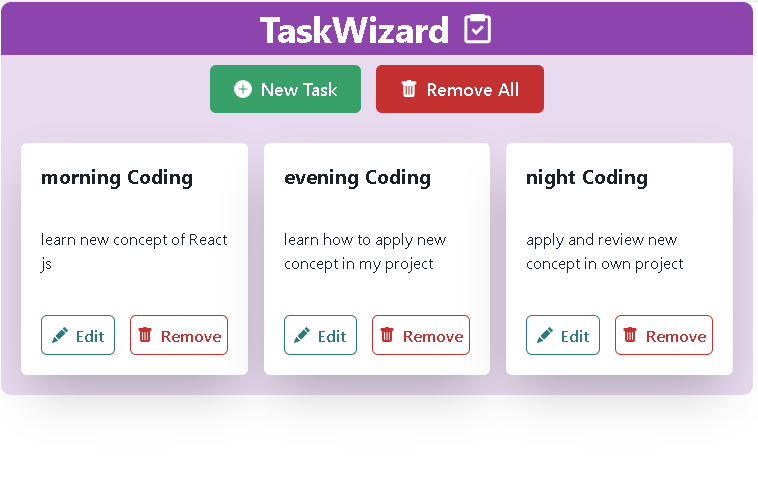 TaskWizard
New Task
Remove All
morning Coding
learn new concept of React
js
Edit
Remove
evening Coding
learn how to apply new
concept in my project
Edit
Remove
night Coding
apply and review new
concept in own project
Edit
Remove